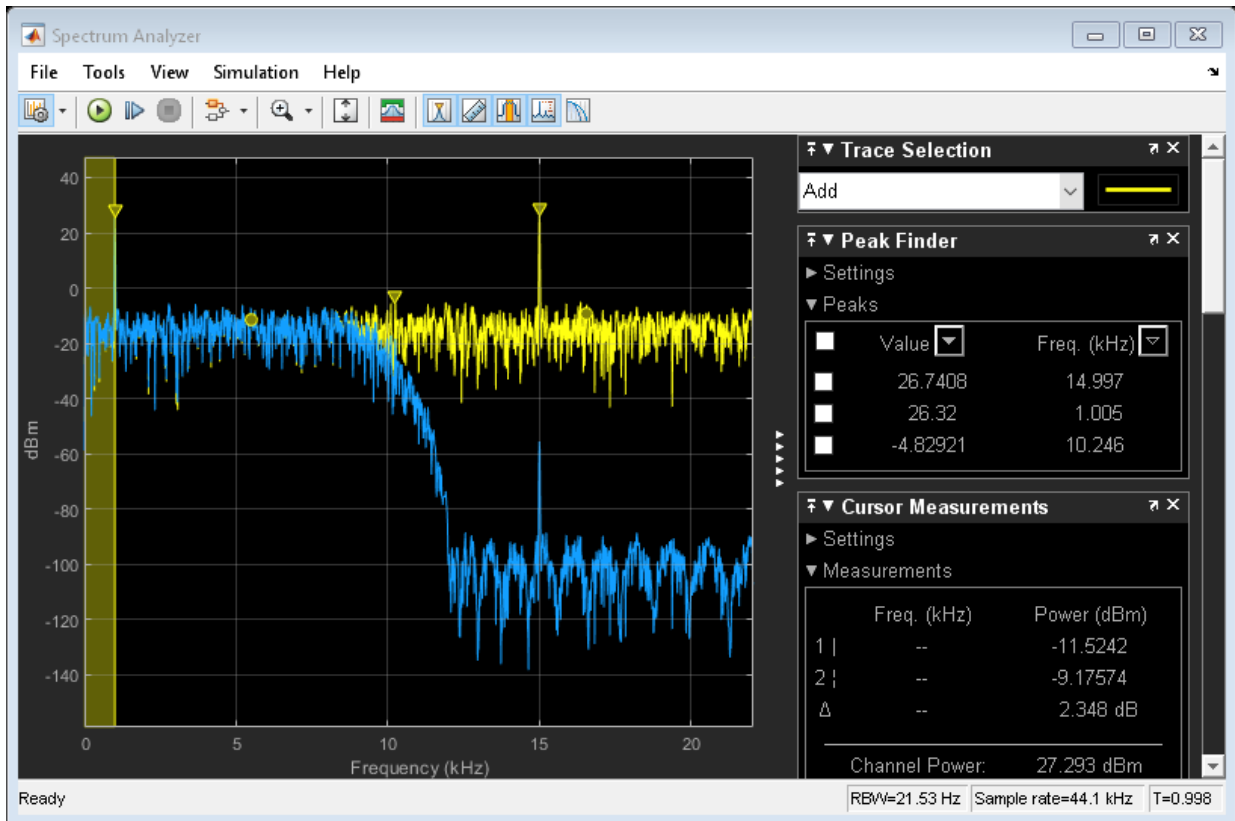 Spectrum Analyzer
File Tools View Simulation Help
40
20
0
-20
-40
-60
-80
-100
-120
-140
dBm
0 5 10 15 20
Frequency (kHz)
Trace Selection
Add
Peak Finder
Settings
Peaks
Value Freq. (kHz)
26.7408 14.997
26.32 1.005
-4.82921 10.246
Cursor Measurements
Settings
Measurements
Freq. (kHz) Power (dBm)
1 | -- -11.5242
2 ¦ -- -9.17574
Δ -- 2.348 dB
Channel Power: 27.293 dBm
Ready RBW=21.53 Hz Sample rate=44.1 kHz T=0.998